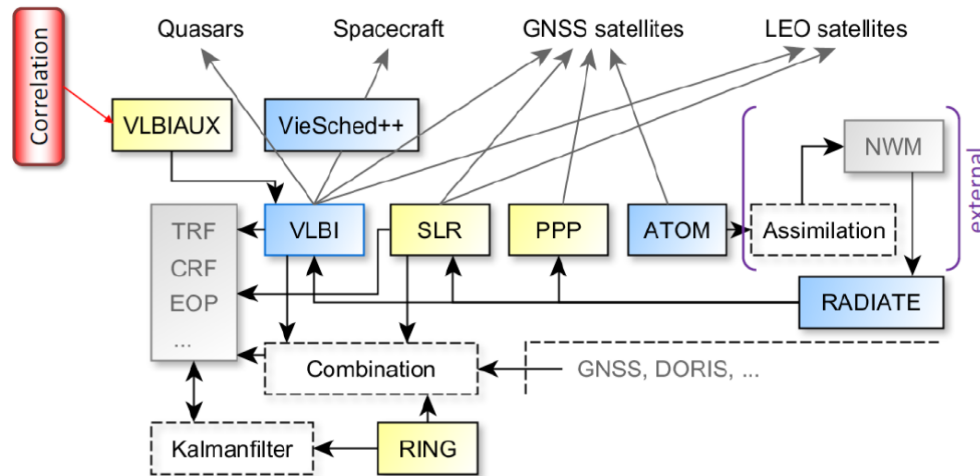 Quasars
Spacecraft
GNSS satellites
LEO satellites
Correlation
VLBIAUX
VieSched++
NWM
external
TRF
CRF
EOP
...
VLBI
SLR
PPP
ATOM
Assimilation
RADIATE
Combination
GNSS, DORIS, ...
Kalmanfilter
RING